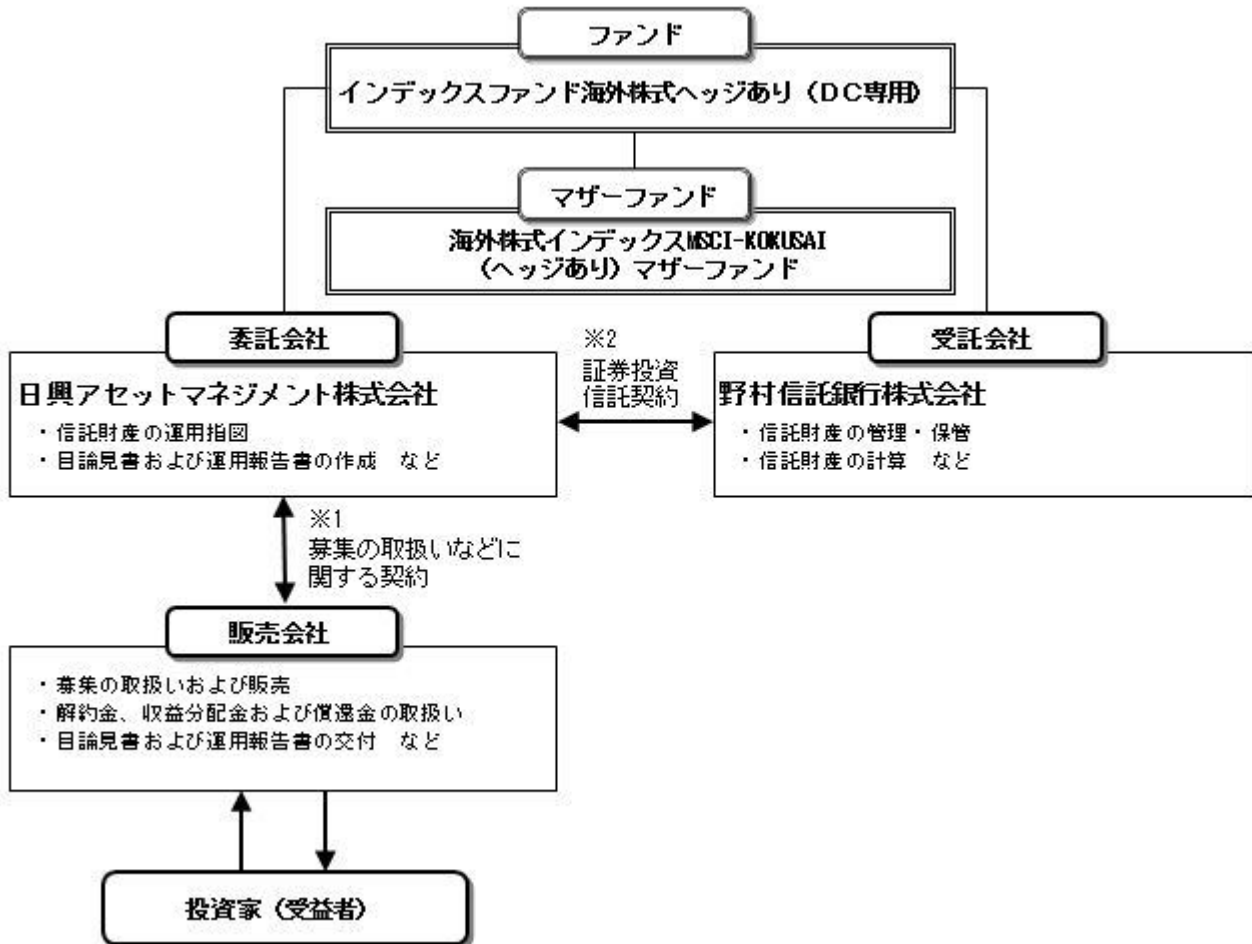 ファンド
インデックスファンド海外株式ヘッジあり（DC専用）
マザーファンド
海外株式インデックスMSCI-KOKUSAI
（ヘッジあり）マザーファンド
委託会社
日興アセットマネジメント株式会社
・信託財産の運用指図
・目論見書および運用報告書の作成　など
※2
証券投資
信託契約
受託会社
野村信託銀行株式会社
・信託財産の管理・保管
・信託財産の計算　など
※1
募集の取扱いなどに
関する契約
販売会社
・募集の取扱いおよび販売
・解約金、収益分配金および償還金の取扱い
・目論見書および運用報告書の交付　など
投資家（受益者）